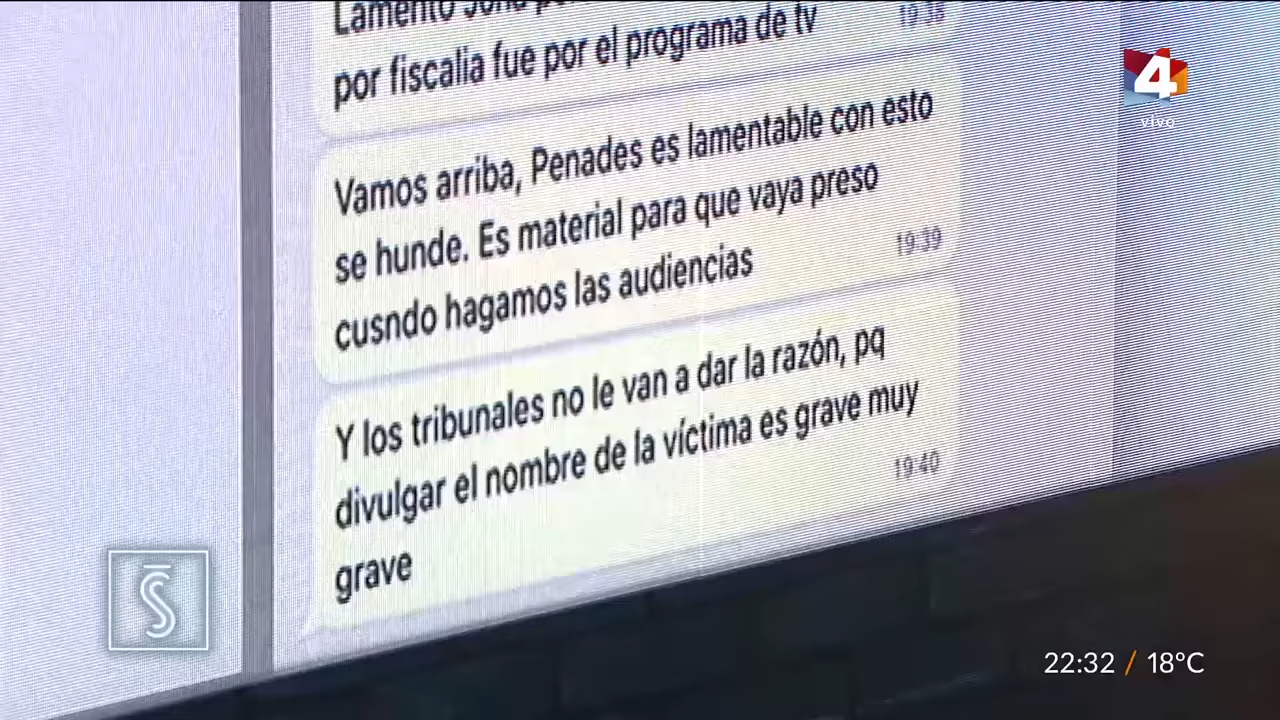 Lamento
por fiscalia fue por el programa de tv
19:38
Vamos arriba, Penades es lamentable con esto
se hunde. Es material para que vaya preso
cusndo hagamos las audiencias
19:39
Y los tribunales no le van a dar la razón, pq
divulgar el nombre de la víctima es grave muy
grave
19:40
4
vivo
S
22:32 / 18°C